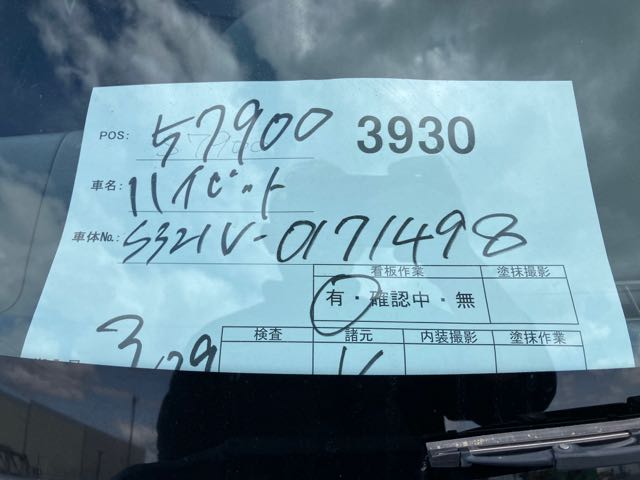 POS: 57900 3930
車名: ハイゼット
車体No.: S321V-0171498
看板作業 塗抹撮影
有・確認中・無
3/29 検査 諸元 内装撮影 塗抹作業